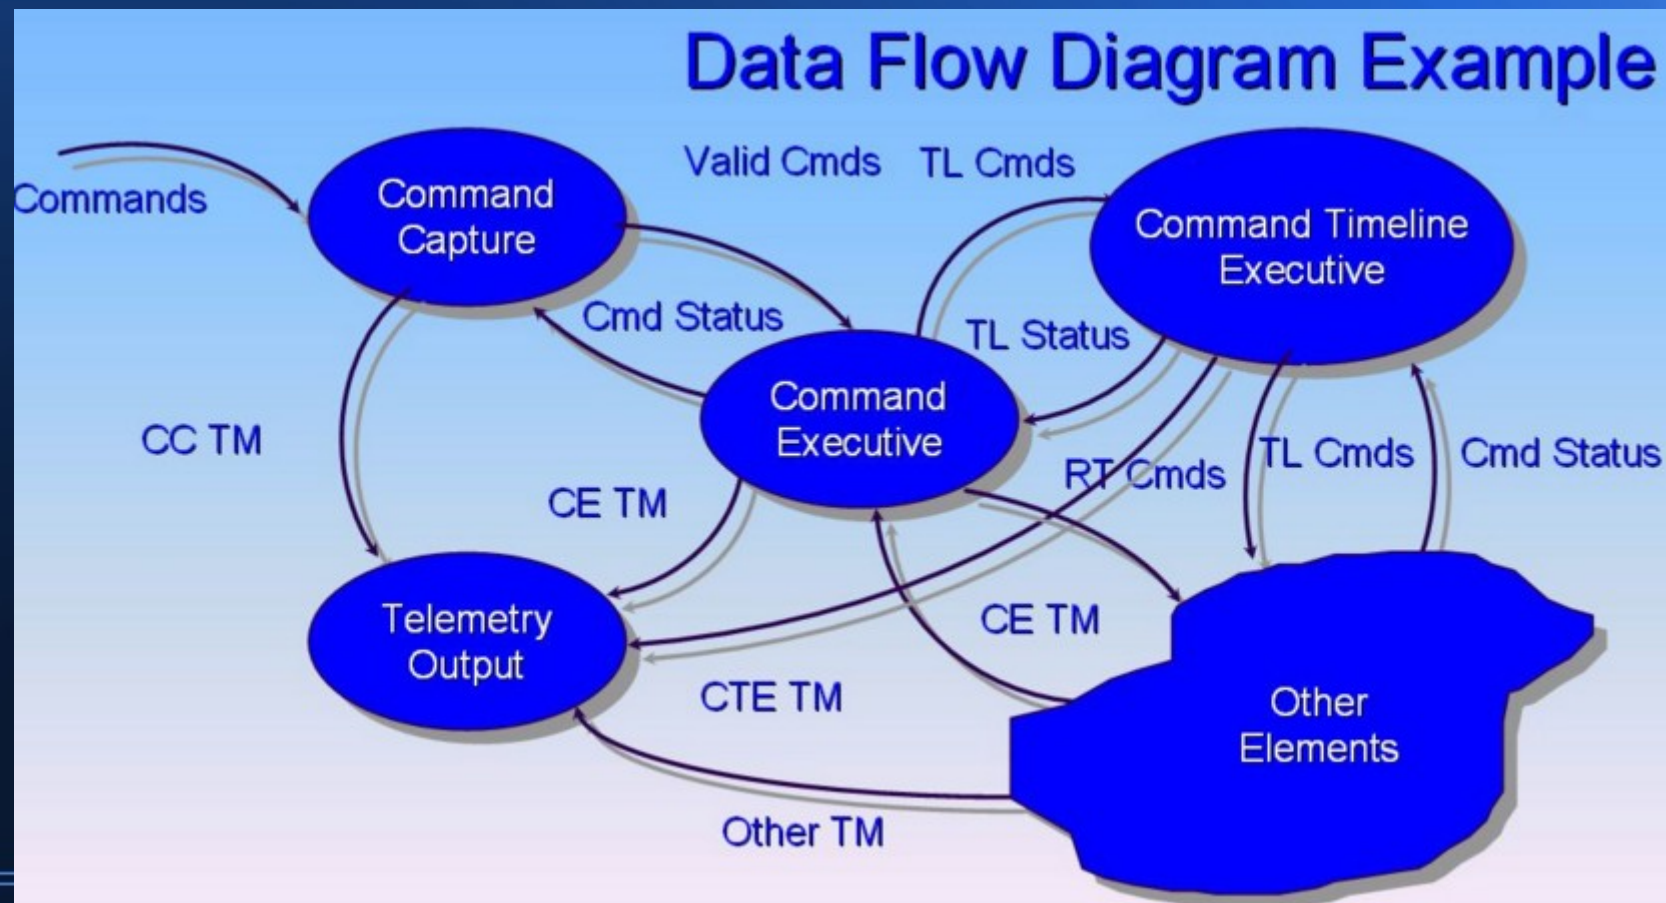 Data Flow Diagram Example
Commands
Command
Capture
Valid Cmds
TL Cmds
Command Timeline
Executive
Cmd Status
TL Status
Command
Executive
CC TM
CE TM
RT Cmds
TL Cmds
Cmd Status
Telemetry
Output
CE TM
CTE TM
Other
Elements
Other TM